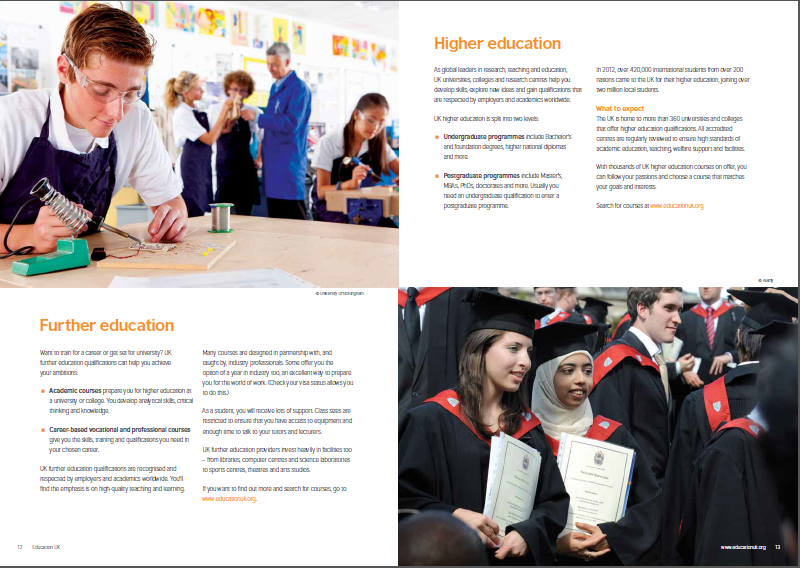 Higher education
As global leaders in research, teaching and education,
UK universities, colleges and research centres help you
develop skills, explore new ideas and gain qualifications that
are respected by employers and academics worldwide.
UK higher education is split into two levels:
Undergraduate programmes include Bachelor's
and foundation degrees, higher national diplomas
and more.
Postgraduate programmes include Master's,
MBAs, PhDs, doctorates and more. Usually you
need an undergraduate qualification to enter a
postgraduate programme.
In 2012, over 420,000 international students from over 200
nations came to the UK for their higher education, joining over
two million local students.
What to expect
The UK is home to more than 360 universities and colleges
that offer higher education qualifications. All accredited
centres are regularly reviewed to ensure high standards of
academic education, teaching, welfare support and facilities.
With thousands of UK higher education courses on offer, you
can follow your passions and choose a course that matches
your goals and interests.
Search for courses at www.educationuk.org
© University of Nottingham
Further education
Want to train for a career or get set for university? UK
further education qualifications can help you achieve
your ambitions:
Academic courses prepare you for higher education at
a university or college. You develop analytical skills, critical
thinking and knowledge.
Career-based vocational and professional courses
give you the skills, training and qualifications you need in
your chosen career.
UK further education qualifications are recognised and
respected by employers and academics worldwide. You'll
find the emphasis is on high-quality teaching and learning.
Many courses are designed in partnership with, and
taught by, industry professionals. Some offer you the
option of a year in industry too, an excellent way to prepare
you for the world of work. (Check your visa status allows you
to do this.)
As a student, you will receive lots of support. Class sizes are
restricted to ensure that you have access to equipment and
enough time to talk to your tutors and lecturers.
UK further education providers invest heavily in facilities too
– from libraries, computer centres and science laboratories
to sports centres, theatres and arts studios.
If you want to find out more and search for courses, go to
www.educationuk.org.
12 Education UK
www.educationuk.org 13